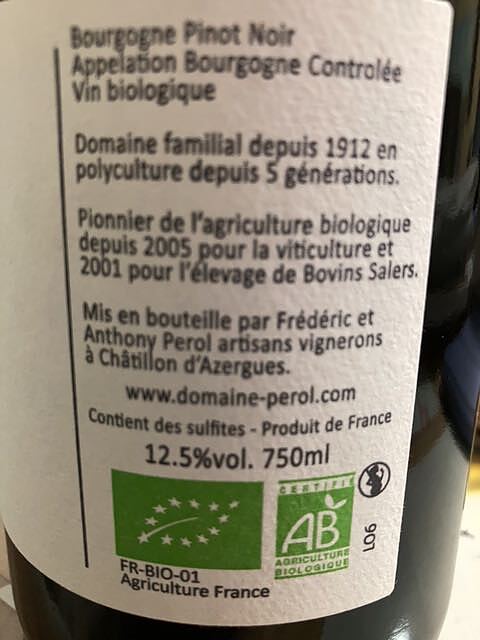 Bourgogne Pinot Noir
Appelation Bourgogne Controlée
Vin biologique
Domaine familial depuis 1912 en
polyculture depuis 5 générations.
Pionnier de l'agriculture biologique
depuis 2005 pour la viticulture et
2001 pour l'élevage de Bovins Salers.
Mis en bouteille par Frédéric et
Anthony Perol artisans vignerons
à Châtillon d'Azergues.
www.domaine-perol.com
Contient des sulfites - Produit de France
12.5%vol. 750ml
CERTIFIÉ
AB
AGRICULTURE
BIOLOGIQUE
L06
FR-BIO-01
Agriculture France